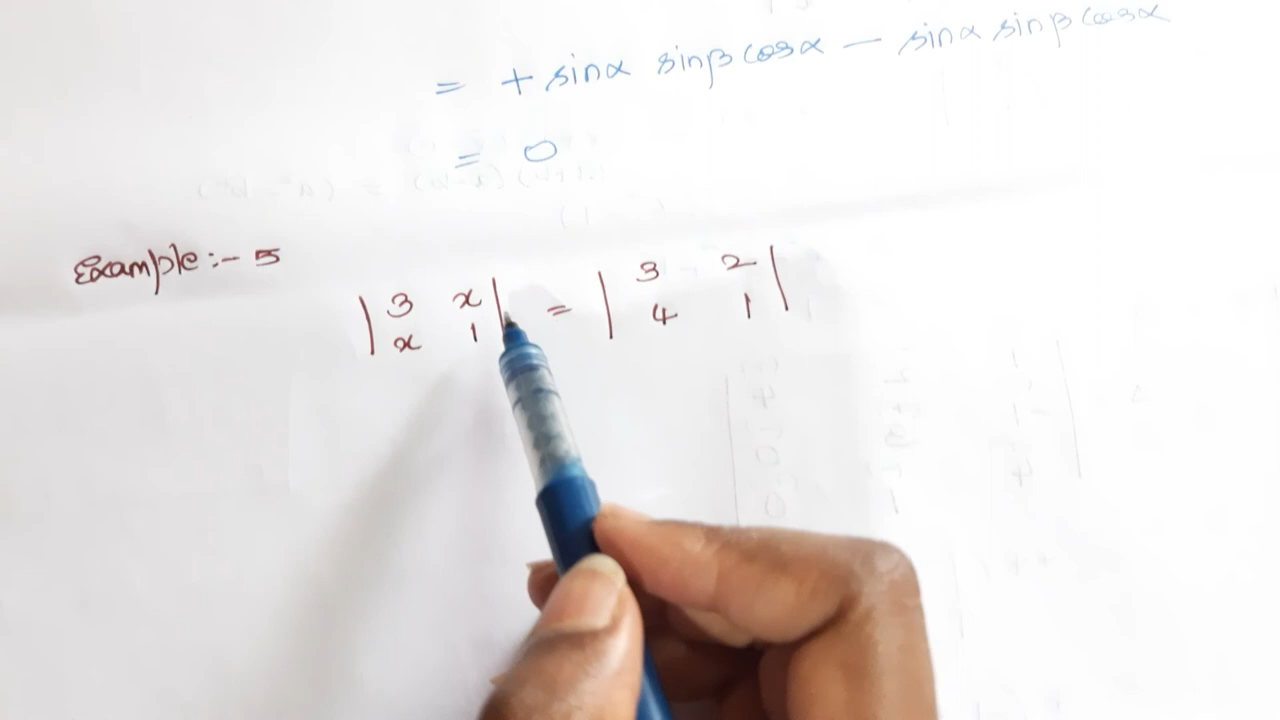 = + sinα sinβ cosα — sinα sinβ cosα
= 0
Example:- 5
| 3 x | = | 3 2 |
| x 1 | | 4 1 |